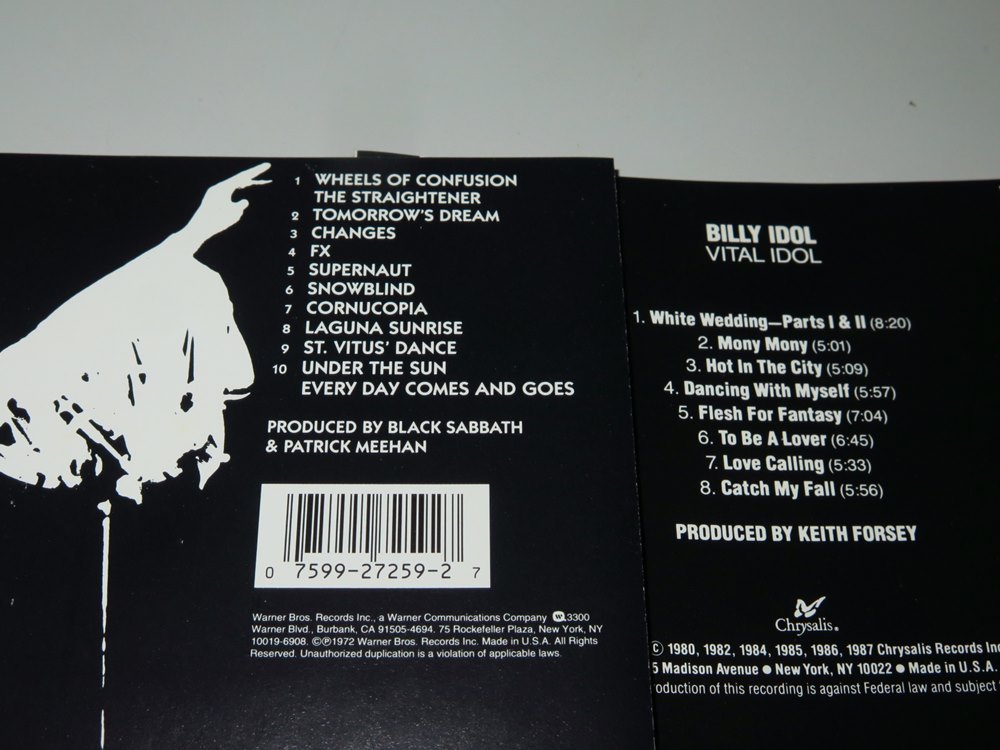 1 WHEELS OF CONFUSION
THE STRAIGHTENER
2 TOMORROW'S DREAM
3 CHANGES
4 FX
5 SUPERNAUT
6 SNOWBLIND
7 CORNUCOPIA
8 LAGUNA SUNRISE
9 ST. VITUS' DANCE
10 UNDER THE SUN
EVERY DAY COMES AND GOES
PRODUCED BY BLACK SABBATH
& PATRICK MEEHAN
0 7599-27259-2 7
Warner Bros. Records Inc., a Warner Communications Company W 3300
Warner Blvd., Burbank, CA 91505-4694. 75 Rockefeller Plaza, New York, NY
10019-6908. ©℗1972 Warner Bros. Records Inc. Made in U.S.A. All Rights
Reserved. Unauthorized duplication is a violation of applicable laws.
BILLY IDOL
VITAL IDOL
1. White Wedding—Parts I & II (8:20)
2. Mony Mony (5:01)
3. Hot In The City (5:09)
4. Dancing With Myself (5:57)
5. Flesh For Fantasy (7:04)
6. To Be A Lover (6:45)
7. Love Calling (5:33)
8. Catch My Fall (5:56)
PRODUCED BY KEITH FORSEY
Chrysalis®
© 1980, 1982, 1984, 1985, 1986, 1987 Chrysalis Records Inc
5 Madison Avenue ● New York, NY 10022 ● Made in U.S.A.
oduction of this recording is against Federal law and subject